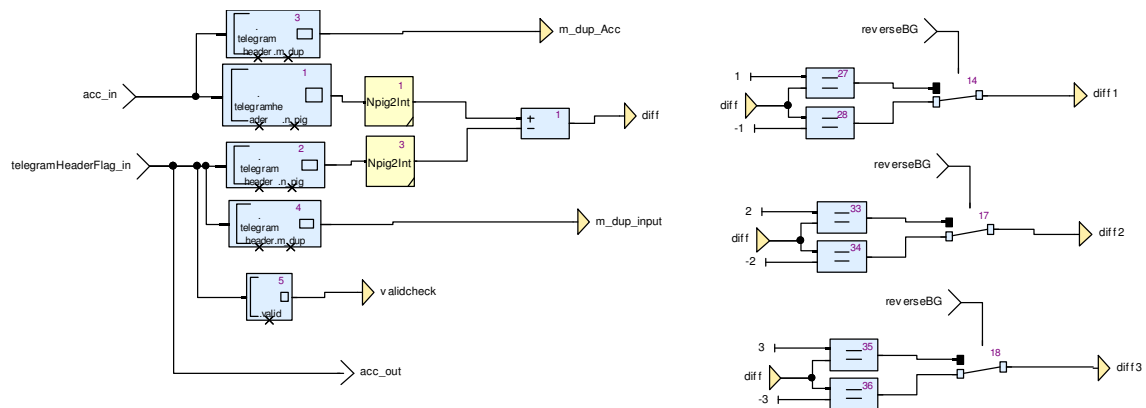 3
.
telegram
header.m_dup
m_dup_Acc
acc_in
1
.
telegramhe
ader .n_pig
1
Npig2Int
+
−
1
diff
telegramHeaderFlag_in
2
.
telegram
header .n_pig
3
Npig2Int
4
.
telegram
header.m_dup
m_dup_input
5
.valid
validcheck
acc_out
reverseBG
14
1
27
=
diff
28
=
-1
diff1
reverseBG
17
2
33
=
diff
34
=
-2
diff2
reverseBG
18
3
35
=
diff
36
=
-3
diff3